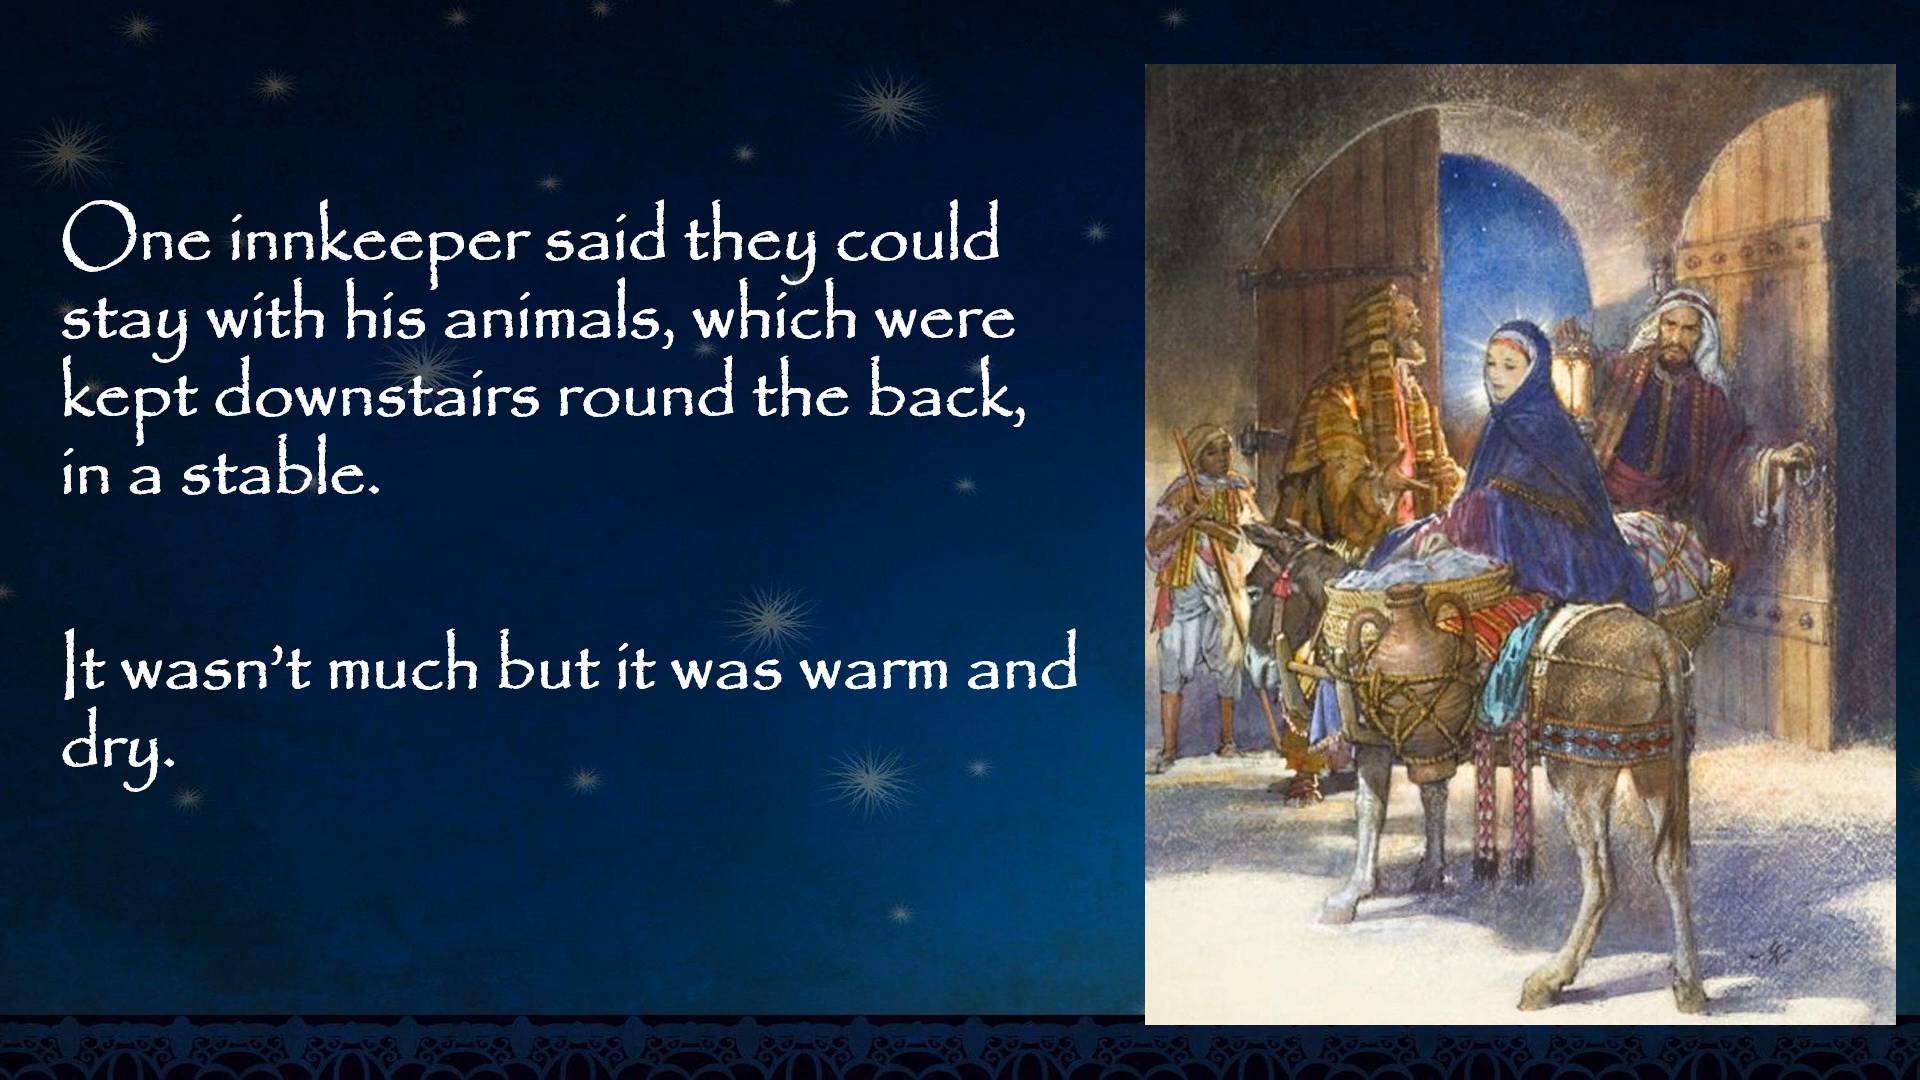 One innkeeper said they could
stay with his animals, which were
kept downstairs round the back,
in a stable.
It wasn’t much but it was warm and
dry.